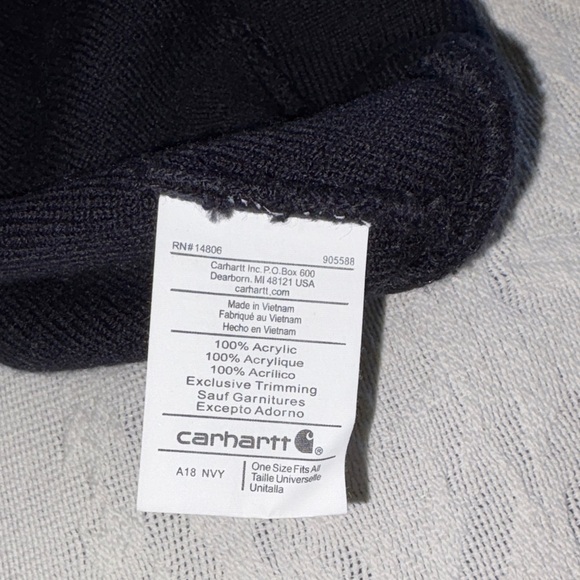 RN#14806 905588
Carhartt Inc.P.O.Box 600
Dearborn. MI 48121 USA
carhartt.com
Made in Vietnam
Fabriqué au Vietnam
Hecho en Vietnam
100% Acrylic
100% Acrylique
100% Acrílico
Exclusive Trimming
Sauf Garnitures
Excepto Adorno
carhartt ®
A18 NVY
One Size Fits All
Taille Universelle
Unitalla